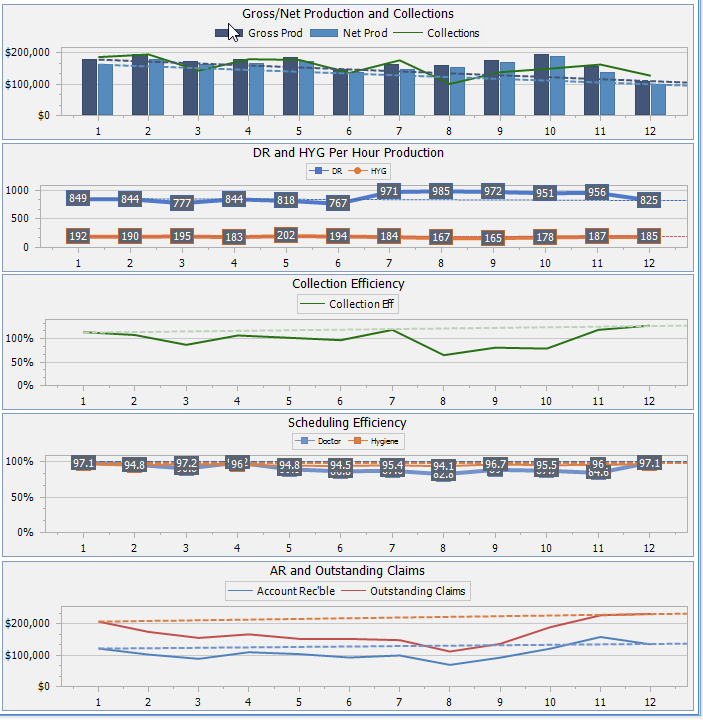 Gross/Net Production and Collections
Gross Prod Net Prod Collections
$200,000
$100,000
$0
1 2 3 4 5 6 7 8 9 10 11 12
DR and HYG Per Hour Production
DR HYG
1000
849 844 777 844 818 767 971 985 972 951 956 825
500
192 190 195 183 202 194 184 167 165 178 187 185
0
1 2 3 4 5 6 7 8 9 10 11 12
Collection Efficiency
Collection Eff
100%
50%
0%
1 2 3 4 5 6 7 8 9 10 11 12
Scheduling Efficiency
Doctor Hygiene
100%
97.1 94.8 97.2 96 94.8 94.5 95.4 94.1 96.7 95.5 96 97.1
82.8 84.6
50%
0%
1 2 3 4 5 6 7 8 9 10 11 12
AR and Outstanding Claims
Account Rec'ble Outstanding Claims
$200,000
$100,000
$0
1 2 3 4 5 6 7 8 9 10 11 12